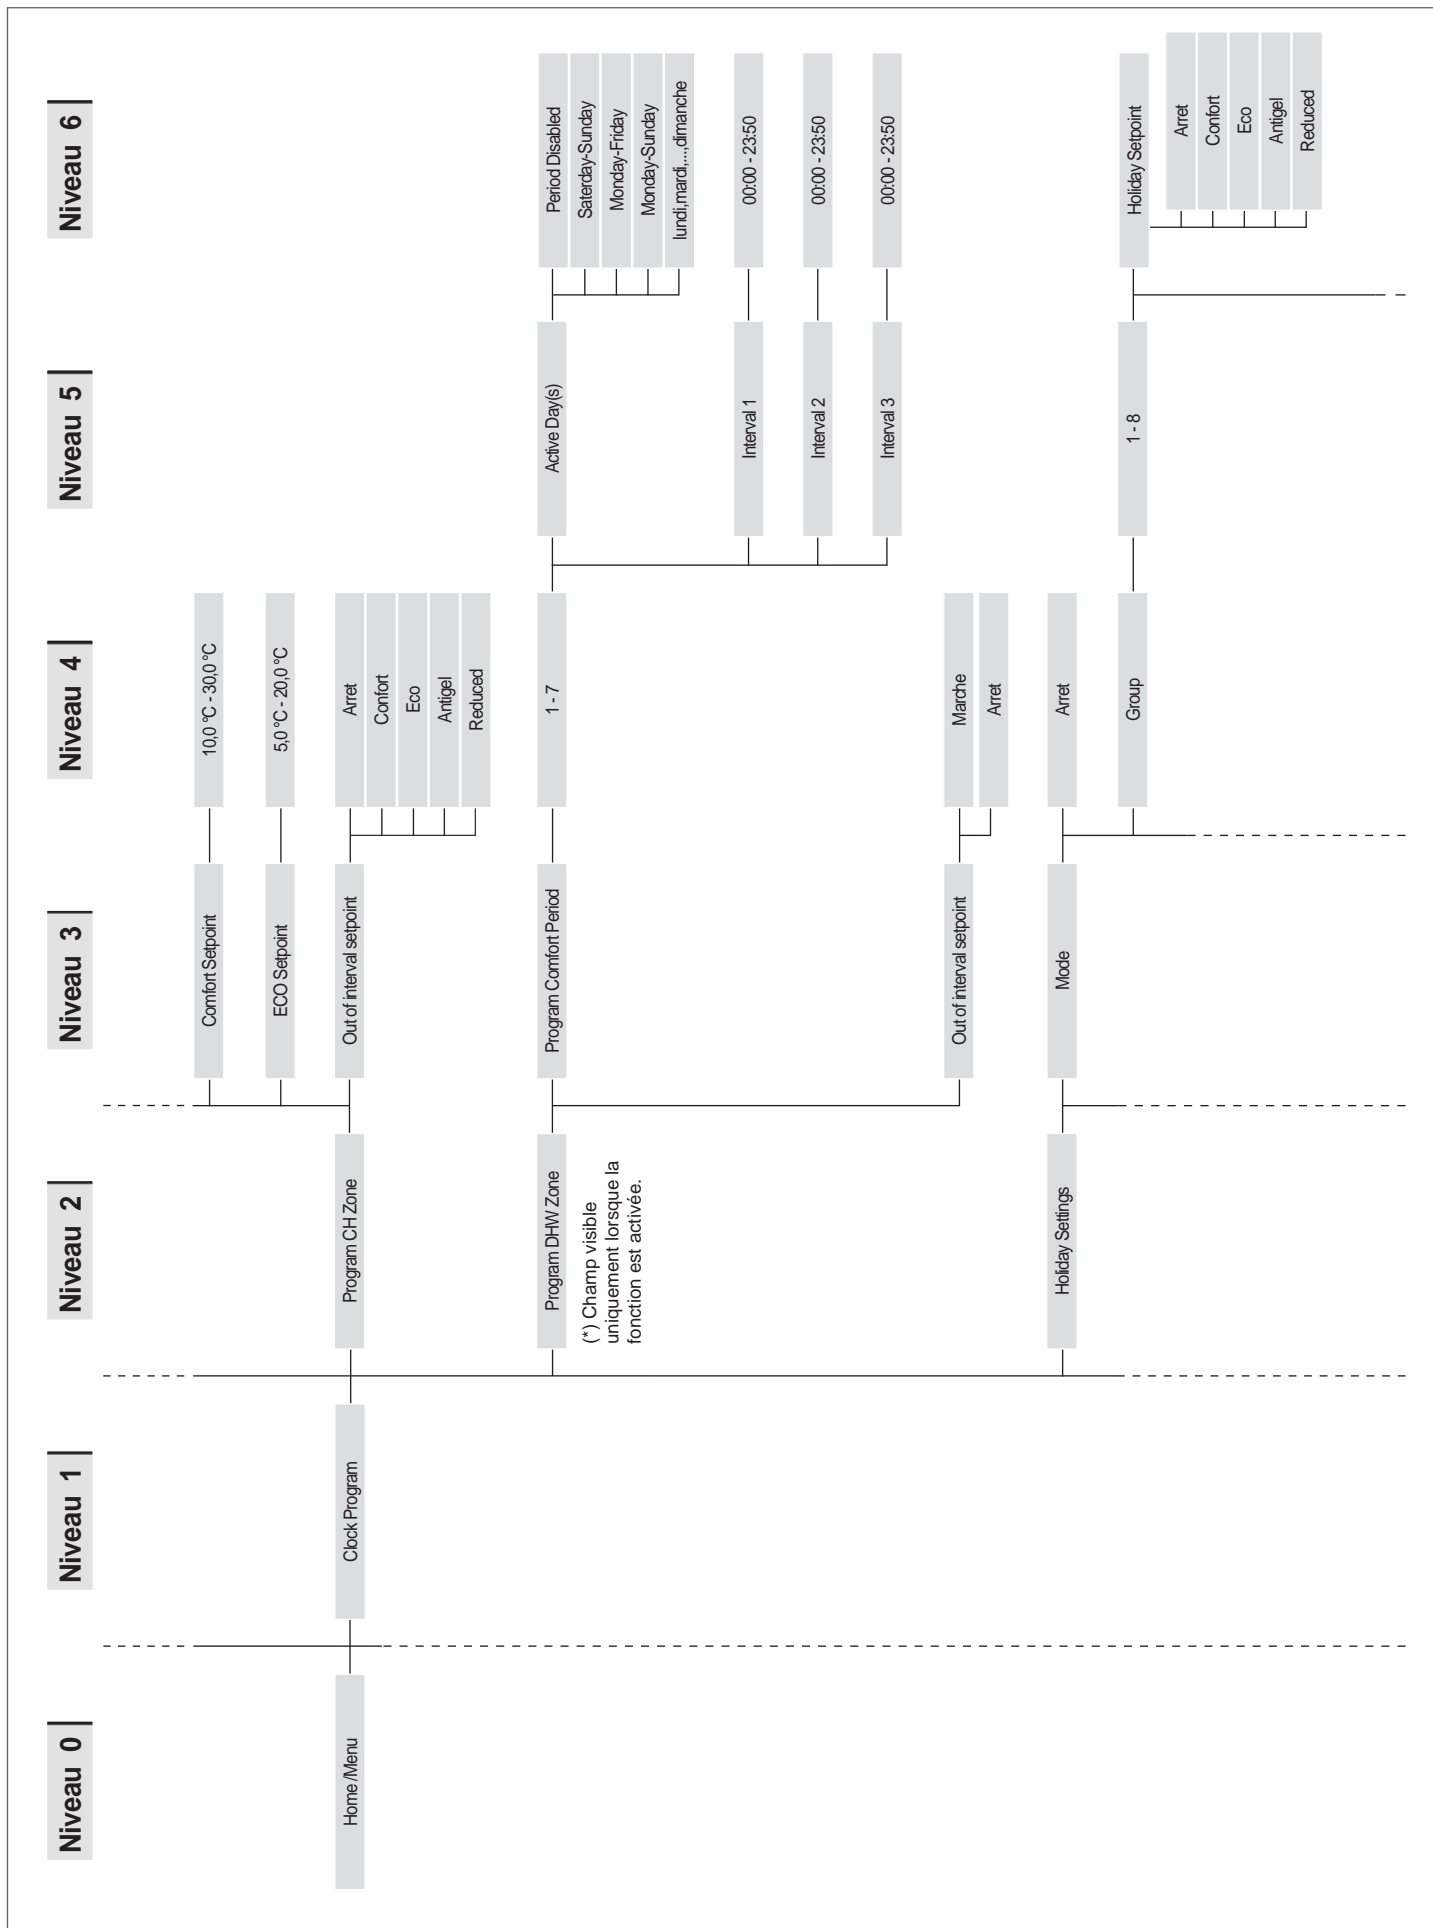 Niveau 0
Niveau 1
Niveau 2
Niveau 3
Niveau 4
Niveau 5
Niveau 6
Comfort Setpoint
10,0 °C - 30,0 °C
ECO Setpoint
5,0 °C - 20,0 °C
Home /Menu
Clock Program
Program CH Zone
Out of interval setpoint
Arret
Confort
Eco
Antigel
Reduced
Program DHW Zone
(*) Champ visible
uniquement lorsque la
fonction est activée.
Program Comfort Period
1 - 7
Active Day(s)
Period Disabled
Saterday-Sunday
Monday-Friday
Monday-Sunday
lundi,mardi,...,dimanche
Interval 1
00:00 - 23:50
Interval 2
00:00 - 23:50
Interval 3
00:00 - 23:50
Out of interval setpoint
Marche
Arret
Holiday Settings
Mode
Arret
Group
1 - 8
Holiday Setpoint
Arret
Confort
Eco
Antigel
Reduced